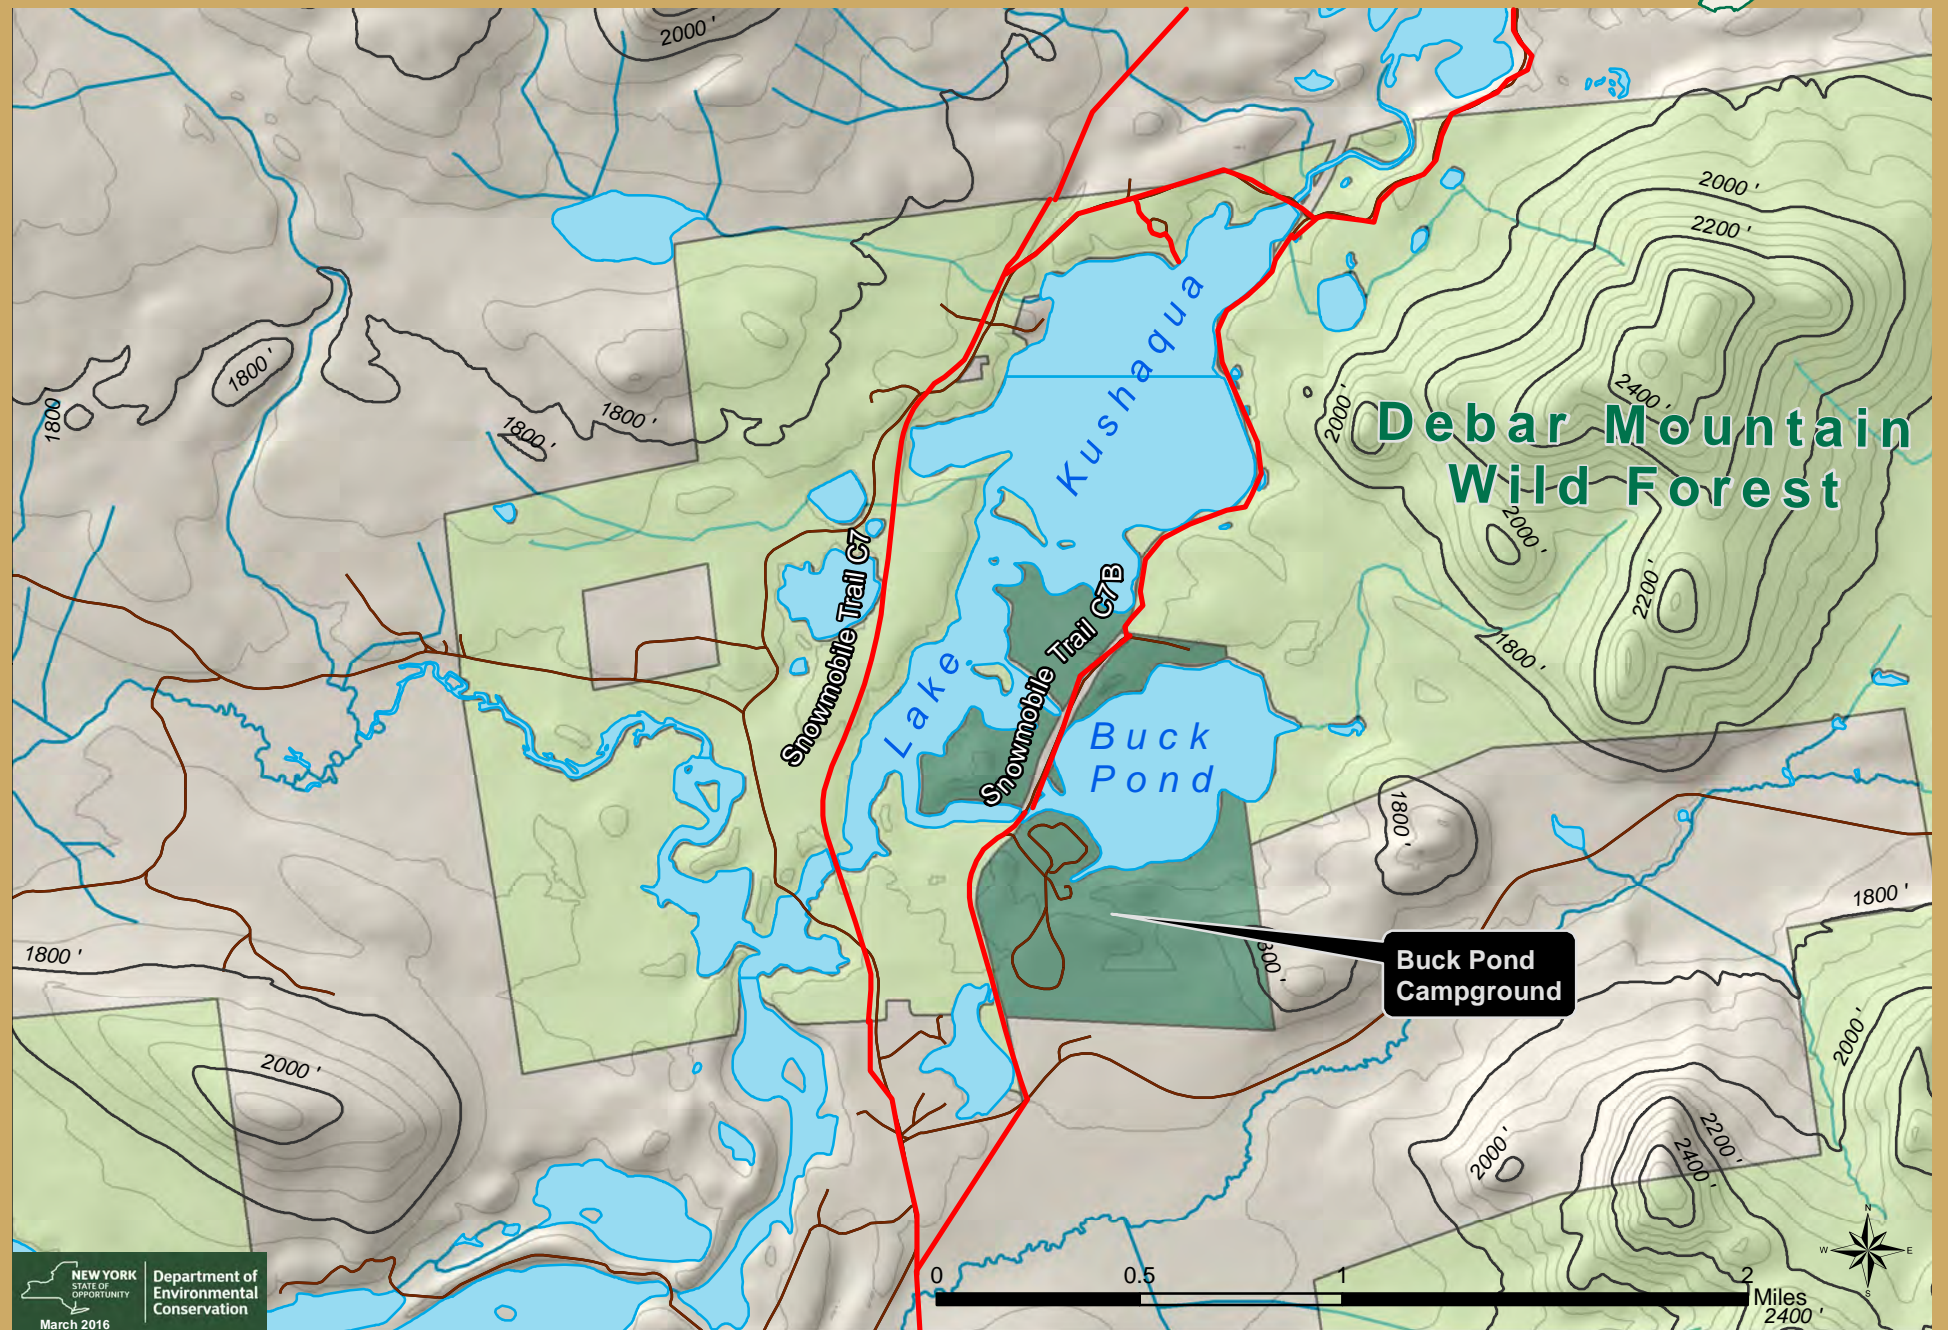 2000 '
2000 '
2200 '
1800 '
1800
1800 '
1800 '
2400 '
2000 '
Debar Mountain
Wild Forest
2000 '
Lake Kushaqua
Snowmobile Trail C7
Snowmobile Trail C7B
2200 '
1800 '
Buck
Pond
1800 '
1800 '
1800 '
Buck Pond
Campground
2000 '
2000 '
2000 '
2200 '
2400 '
N
W
E
S
0
0.5
1
2
Miles
2400 '
NEW YORK
STATE OF
OPPORTUNITY
Department of
Environmental
Conservation
March 2016